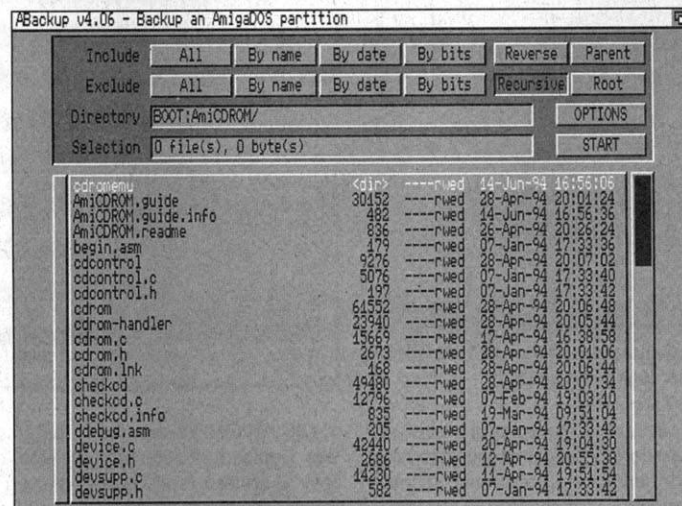 ABackup v4.06 - Backup an AmigaDOS partition
Include All By name By date By bits Reverse Parent
Exclude All By name By date By bits Recursive Root
Directory BOOT:AmiCDROM/ OPTIONS
Selection 0 file(s), 0 byte(s) START
cdromemu <dir> ----rwed 14-Jun-94 16:56:06
AmiCDROM.guide 30152 ----rwed 28-Apr-94 20:01:24
AmiCDROM.guide.info 482 ----rwed 14-Jun-94 16:56:36
AmiCDROM.readme 836 ----rwed 26-Apr-94 20:26:24
begin.asm 179 ----rwed 07-Jan-94 17:33:36
cdcontrol 9276 ----rwed 28-Apr-94 20:07:02
cdcontrol.c 5076 ----rwed 07-Jan-94 17:33:40
cdcontrol.h 197 ----rwed 07-Jan-94 17:33:42
cdrom 61552 ----rwed 28-Apr-94 20:06:48
cdrom-handler 23940 ----rwed 28-Apr-94 20:05:44
cdrom.c 15669 ----rwed 17-Apr-94 16:38:58
cdrom.h 2673 ----rwed 28-Apr-94 20:01:06
cdrom.lnk 168 ----rwed 28-Apr-94 20:06:44
checkcd 49480 ----rwed 28-Apr-94 20:07:34
checkcd.c 12796 ----rwed 07-Feb-94 19:03:10
checkcd.info 835 ----rwed 19-Mar-94 09:51:04
ddebug.asm 205 ----rwed 07-Jan-94 17:33:42
device.c 42440 ----rwed 20-Apr-94 19:04:30
device.h 2686 ----rwed 12-Apr-94 20:55:38
devsupp.c 14230 ----rwed 11-Apr-94 19:51:54
devsupp.h 582 ----rwed 07-Jan-94 17:33:42